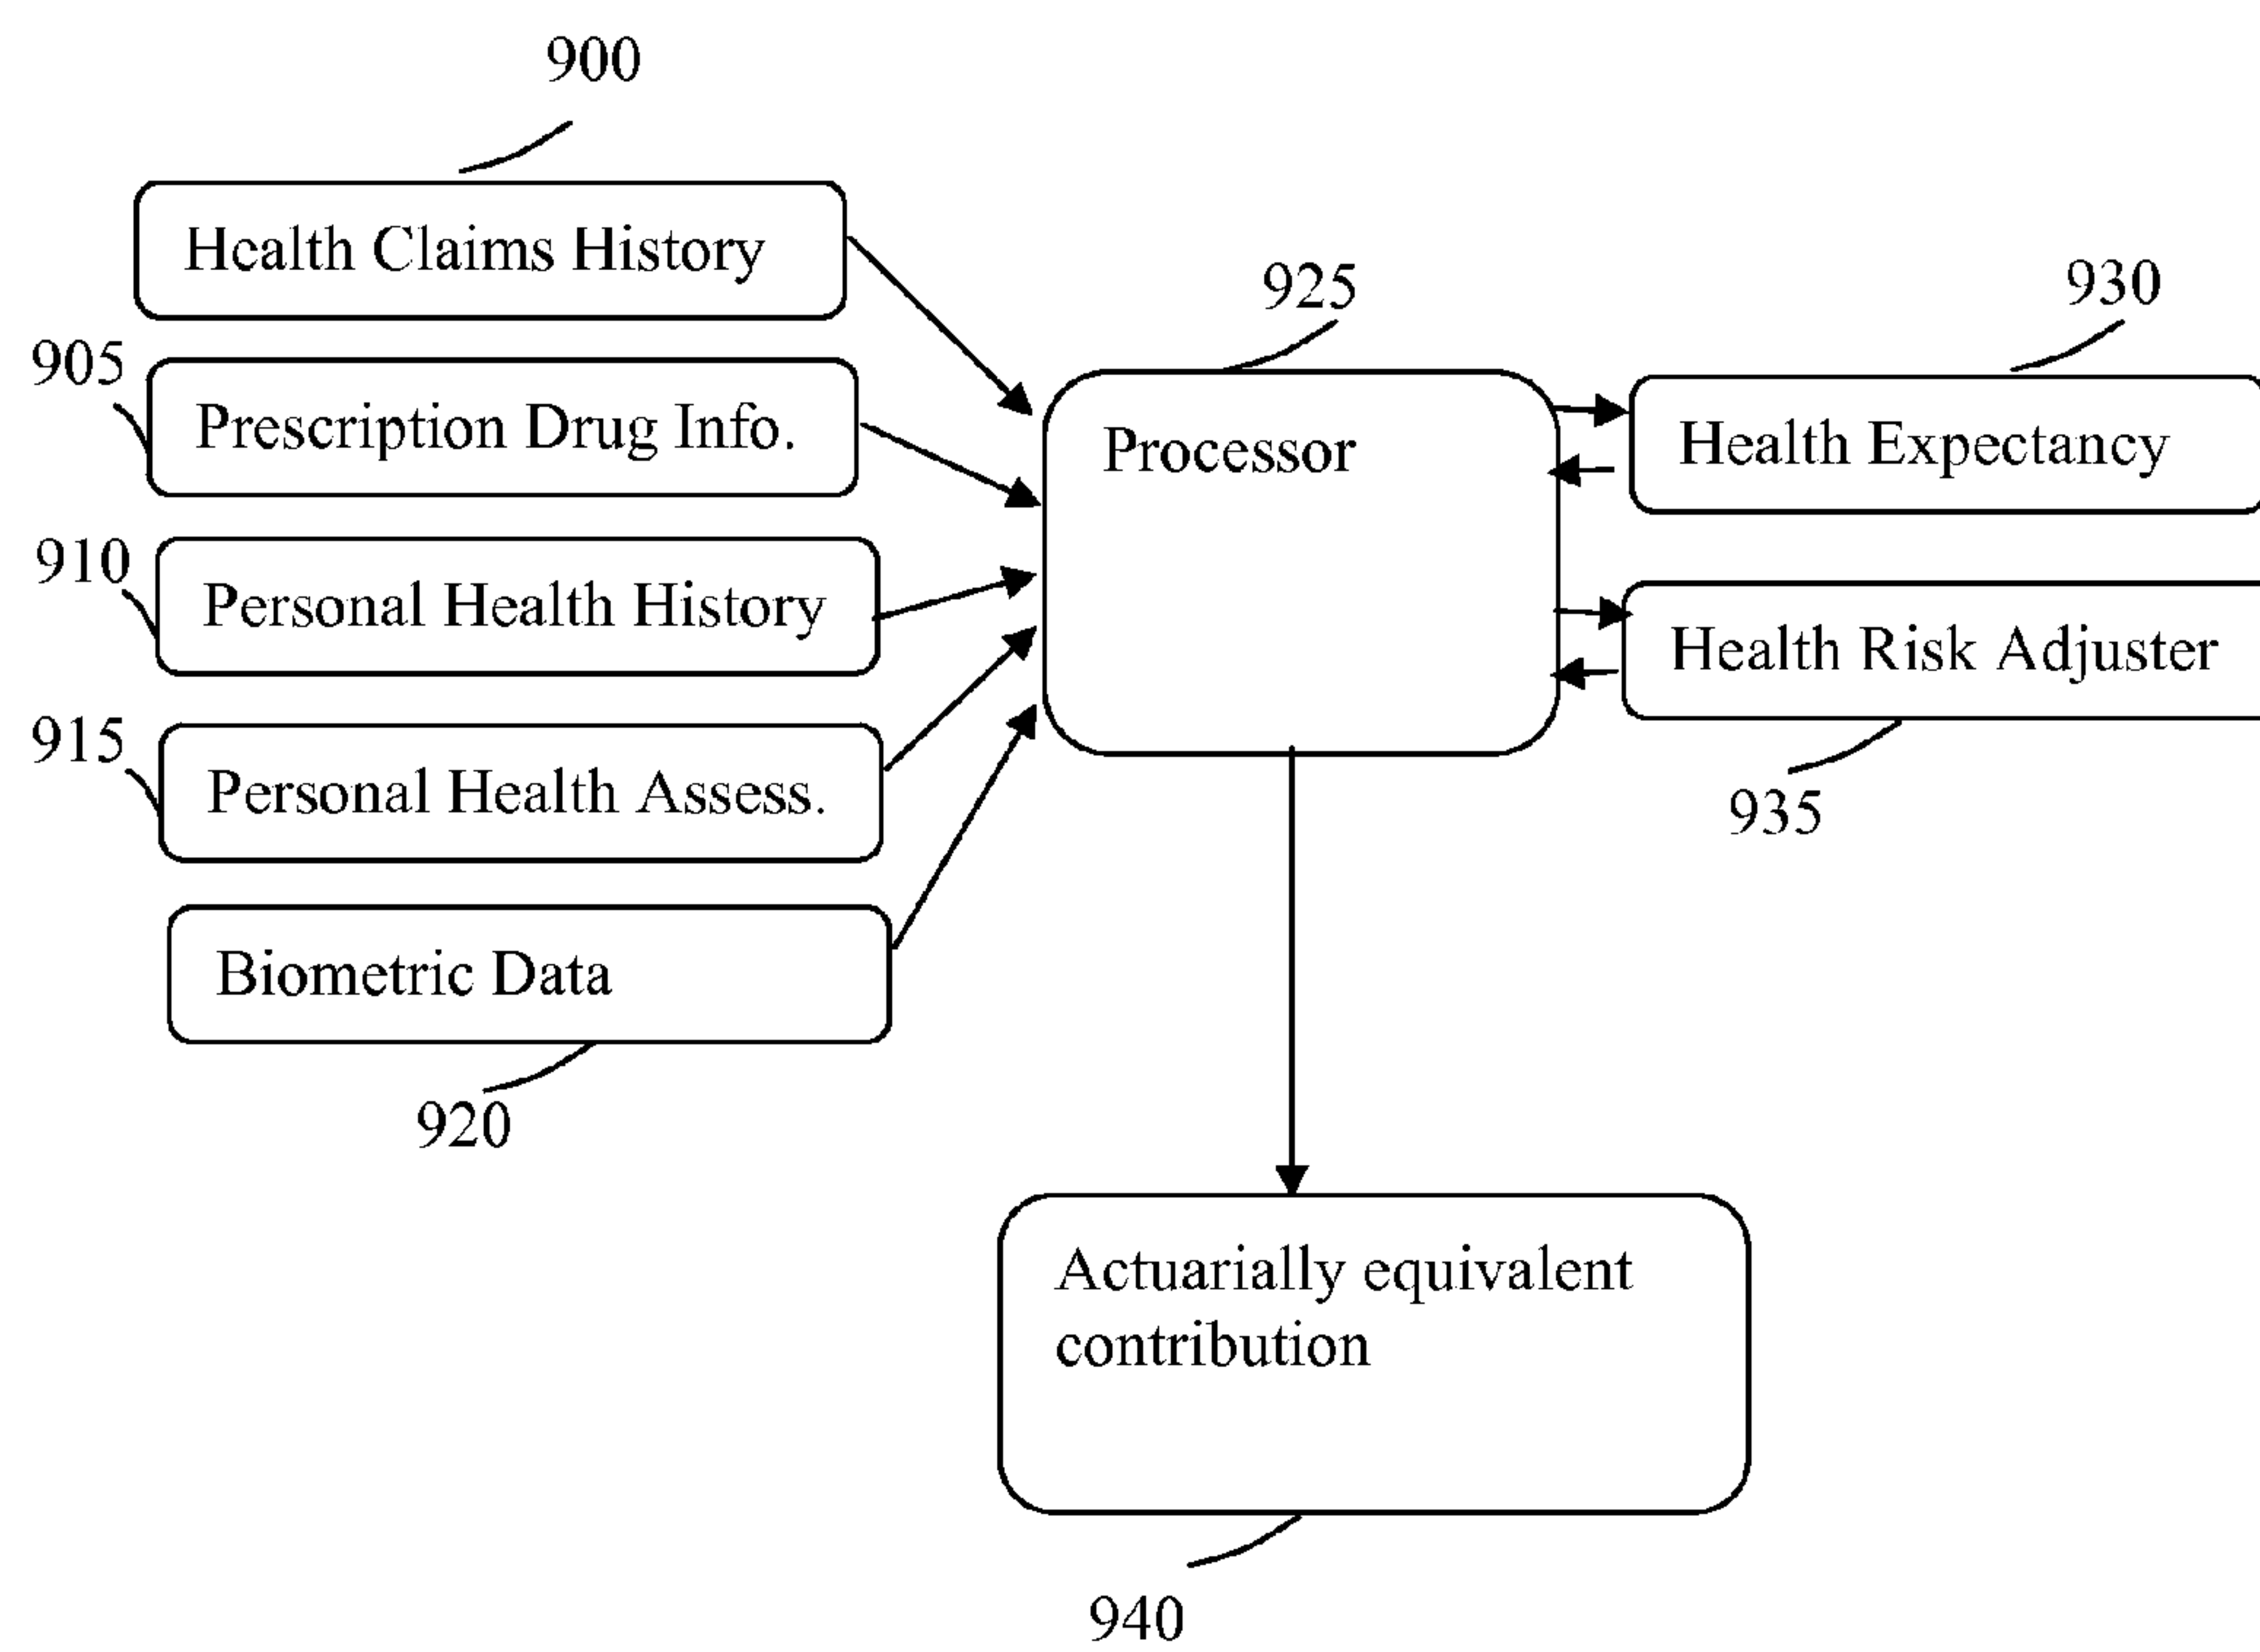 900
Health Claims History
925
930
905
Prescription Drug Info.
Processor
Health Expectancy
910
Personal Health History
Health Risk Adjuster
915
Personal Health Assess.
935
Biometric Data
920
Actuarially equivalent
contribution
940